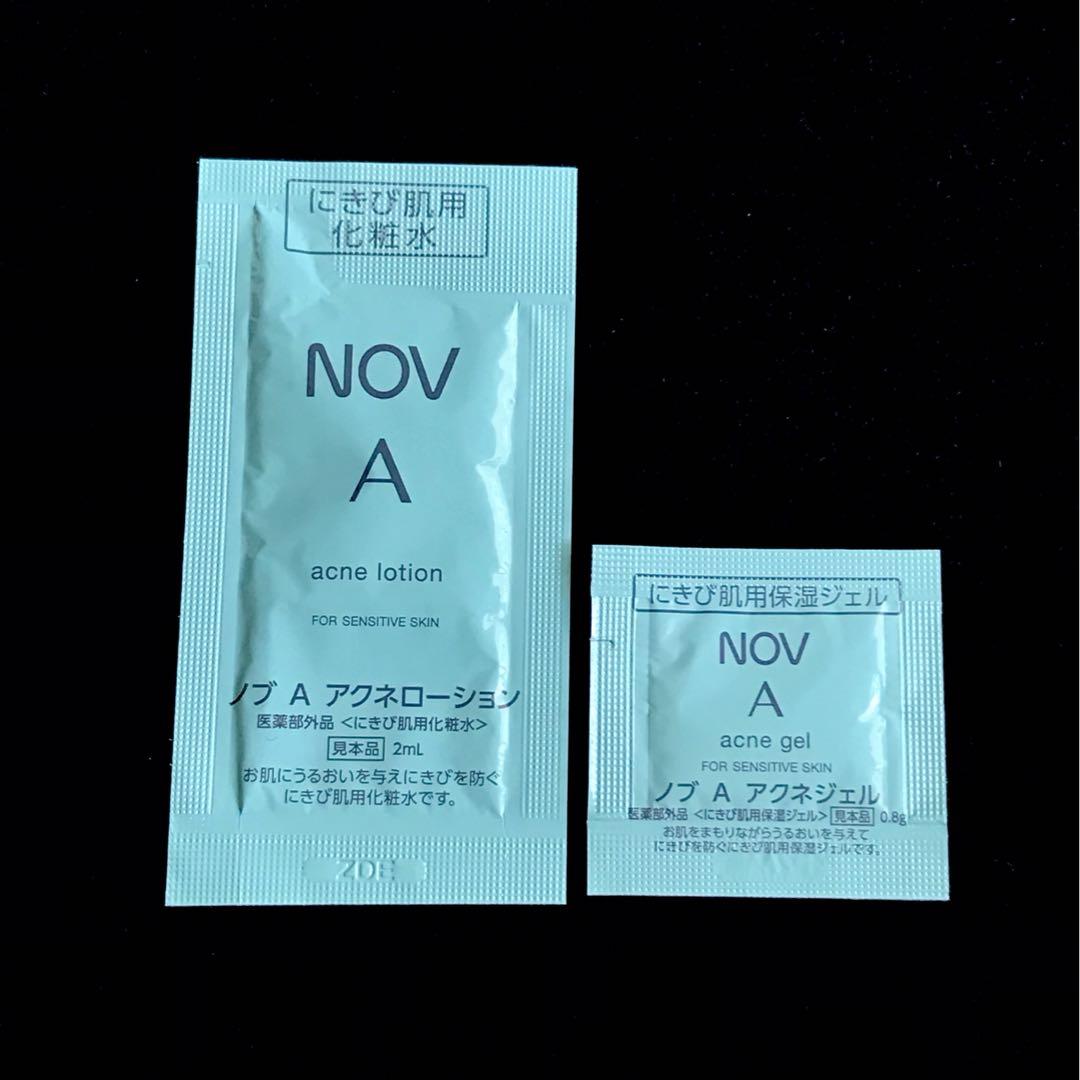 にきび肌用
化粧水
NOV
A
acne lotion
FOR SENSITIVE SKIN
ノブ A アクネローション
医薬部外品 <にきび肌用化粧水>
見本品 2mL
お肌にうるおいを与えにきびを防ぐ
にきび肌用化粧水です。
ZDE
にきび肌用保湿ジェル
NOV
A
acne gel
FOR SENSITIVE SKIN
ノブ A アクネジェル
医薬部外品 <にきび肌用保湿ジェル> 見本品 0.8g
お肌をまもりながらうるおいを与えて
にきびを防ぐにきび肌用保湿ジェルです。